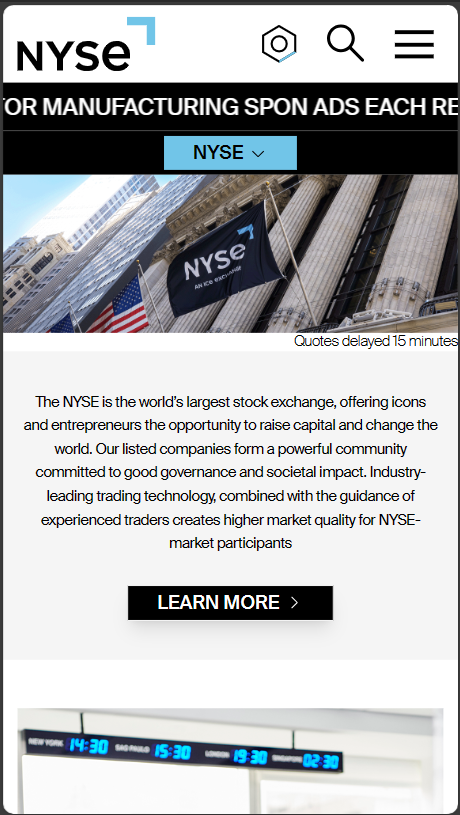 NYSE
TOR MANUFACTURING SPON ADS EACH RE
NYSE
NYSE
AN ICE EXCHANGE
Quotes delayed 15 minutes
The NYSE is the world's largest stock exchange, offering icons
and entrepreneurs the opportunity to raise capital and change the
world. Our listed companies form a powerful community
committed to good governance and societal impact. Industry-
leading trading technology, combined with the guidance of
experienced traders creates higher market quality for NYSE-
market participants
LEARN MORE
NEW YORK 14:30 SAO PAULO 15:30 LONDON 19:30 SINGAPORE 02:30